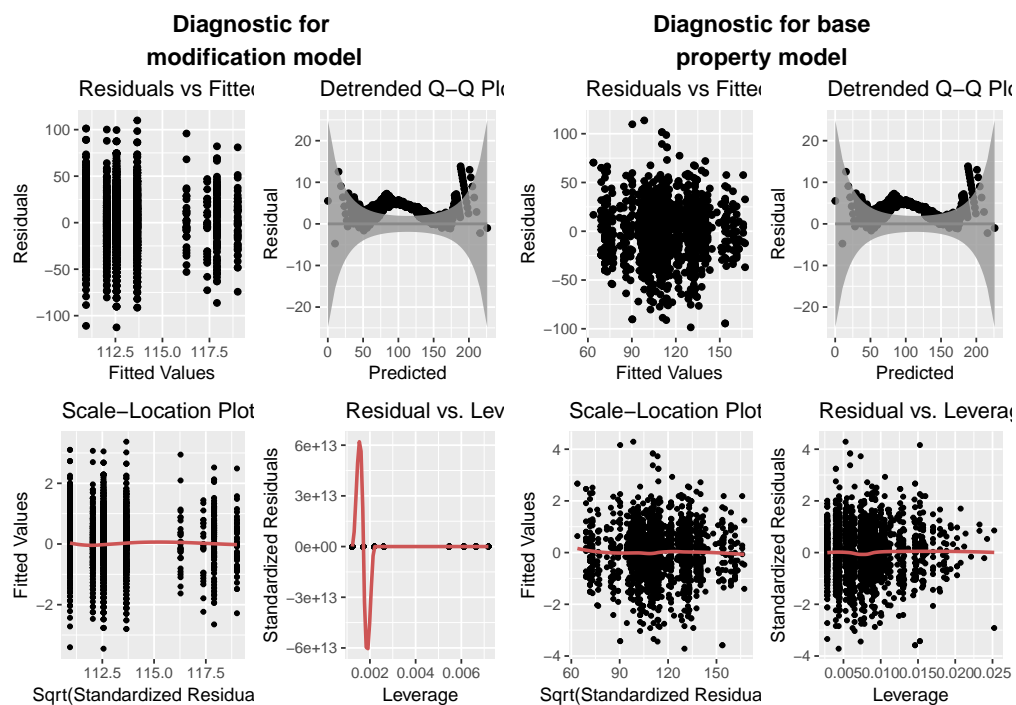 Diagnostic for
modification model
Diagnostic for base
property model
Residuals vs Fitted
Detrended Q−Q Plo
Residuals vs Fitted
Detrended Q−Q Plo
Residuals
100
50
0
−50
−100
112.5 115.0 117.5
Fitted Values
Residual
20
10
0
−10
−20
0 50 100 150 200
Predicted
Residuals
100
50
0
−50
−100
60 90 120 150
Fitted Values
Residual
20
10
0
−10
−20
0 50 100 150 200
Predicted
Scale−Location Plot
Residual vs. Lev
Scale−Location Plot
Residual vs. Leverag
Fitted Values
2
0
−2
112.5 115.0 117.5
Sqrt(Standardized Residua
Standardized Residuals
6e+13
3e+13
0e+00
−3e+13
−6e+13
0.002 0.004 0.006
Leverage
Fitted Values
4
2
0
−2
−4
60 90 120 150
Sqrt(Standardized Residua
Standardized Residuals
4
2
0
−2
−4
0.0050.0100.0150.0200.025
Leverage